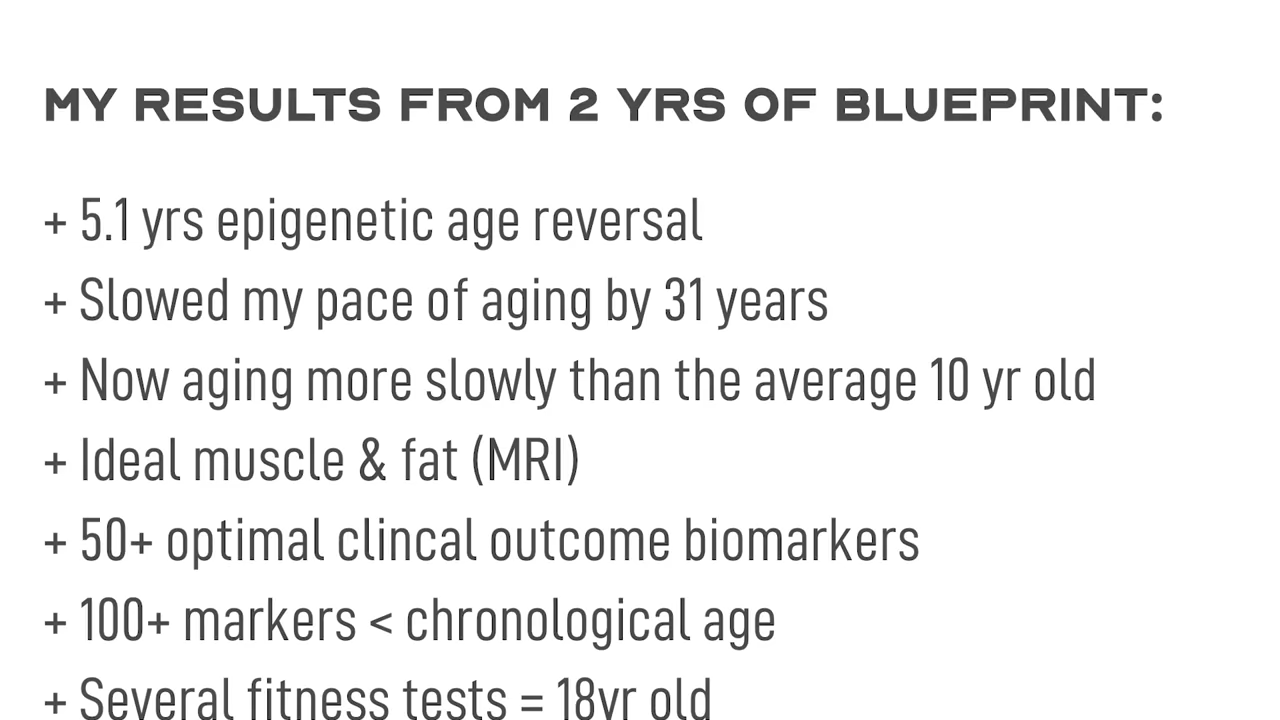 MY RESULTS FROM 2 YRS OF BLUEPRINT:
+ 5.1 yrs epigenetic age reversal
+ Slowed my pace of aging by 31 years
+ Now aging more slowly than the average 10 yr old
+ Ideal muscle & fat (MRI)
+ 50+ optimal clincal outcome biomarkers
+ 100+ markers < chronological age
+ Several fitness tests = 18yr old